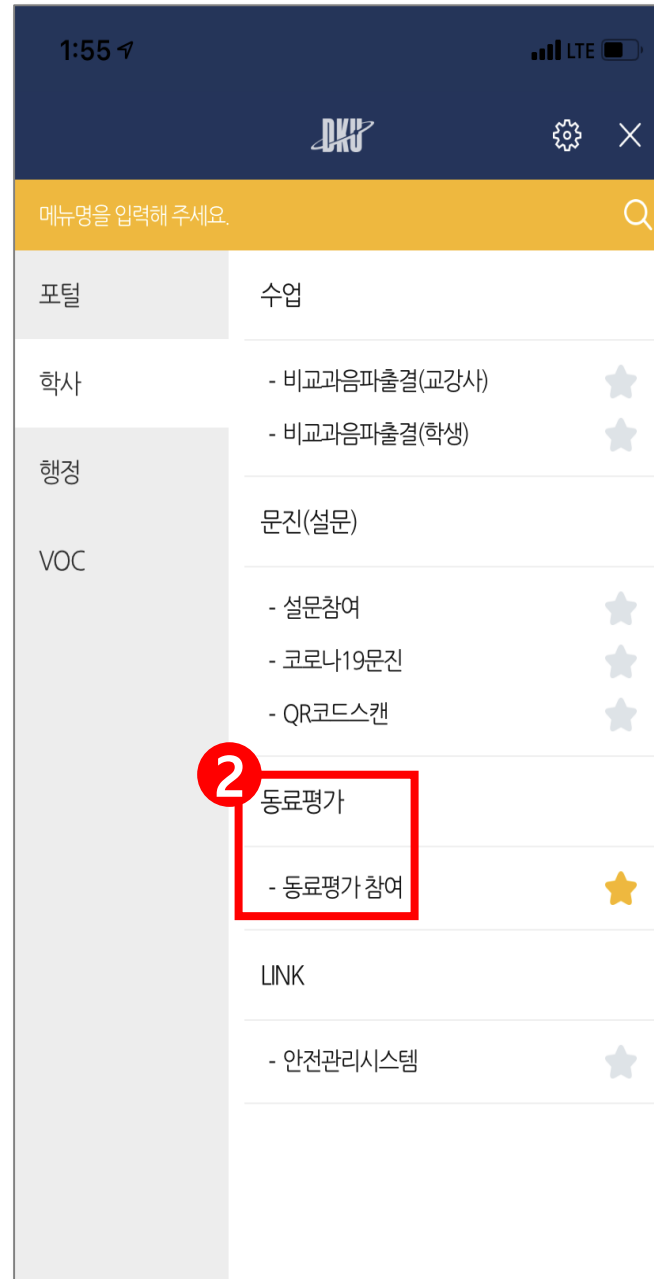 1:55 LTE
DKU
메뉴명을 입력해 주세요.
포털
학사
행정
VOC
수업
- 비교과음파출결(교강사)
- 비교과음파출결(학생)
문진(설문)
- 설문참여
- 코로나19문진
- QR코드스캔
2
동료평가
- 동료평가 참여
LINK
- 안전관리시스템